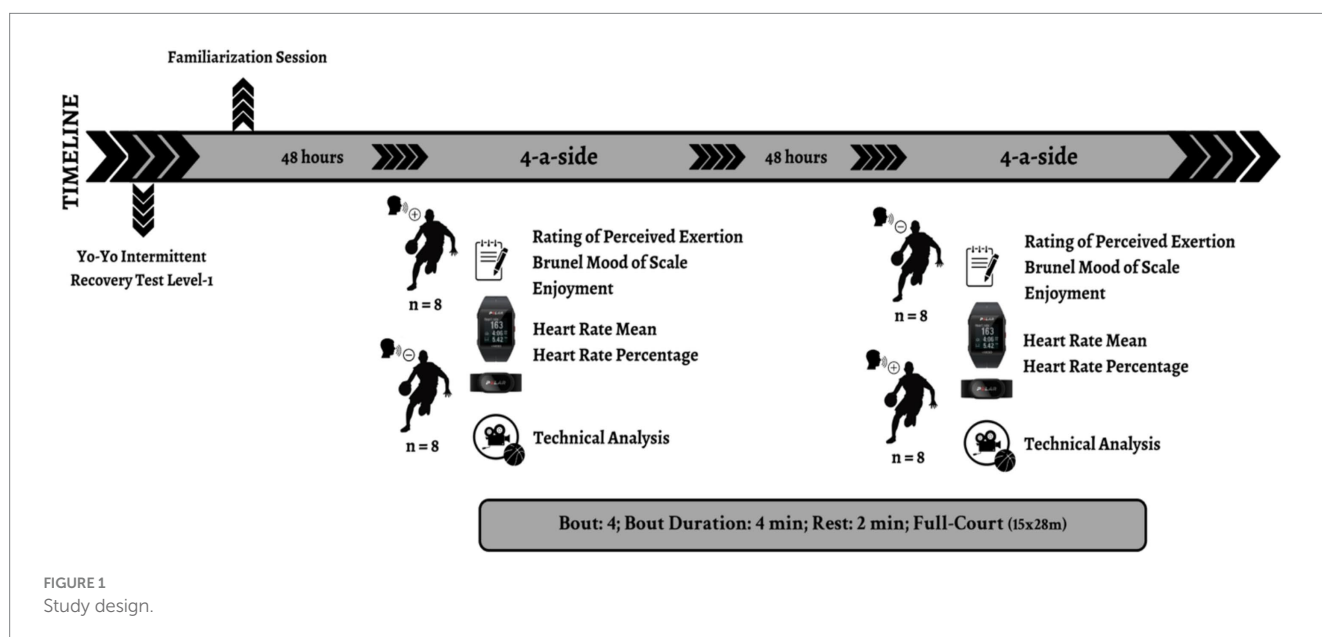 Familiarization Session
TIMELINE
48 hours
4-a-side
48 hours
4-a-side
Yo-Yo Intermittent
Recovery Test Level-1
+
n = 8
−
n = 8
Rating of Perceived Exertion
Brunel Mood of Scale
Enjoyment
163
Heart Rate Mean
Heart Rate Percentage
POLAR
Technical Analysis
−
n = 8
+
n = 8
Rating of Perceived Exertion
Brunel Mood of Scale
Enjoyment
163
Heart Rate Mean
Heart Rate Percentage
POLAR
Technical Analysis
Bout: 4; Bout Duration: 4 min; Rest: 2 min; Full-Court (15x28m)
FIGURE 1
Study design.